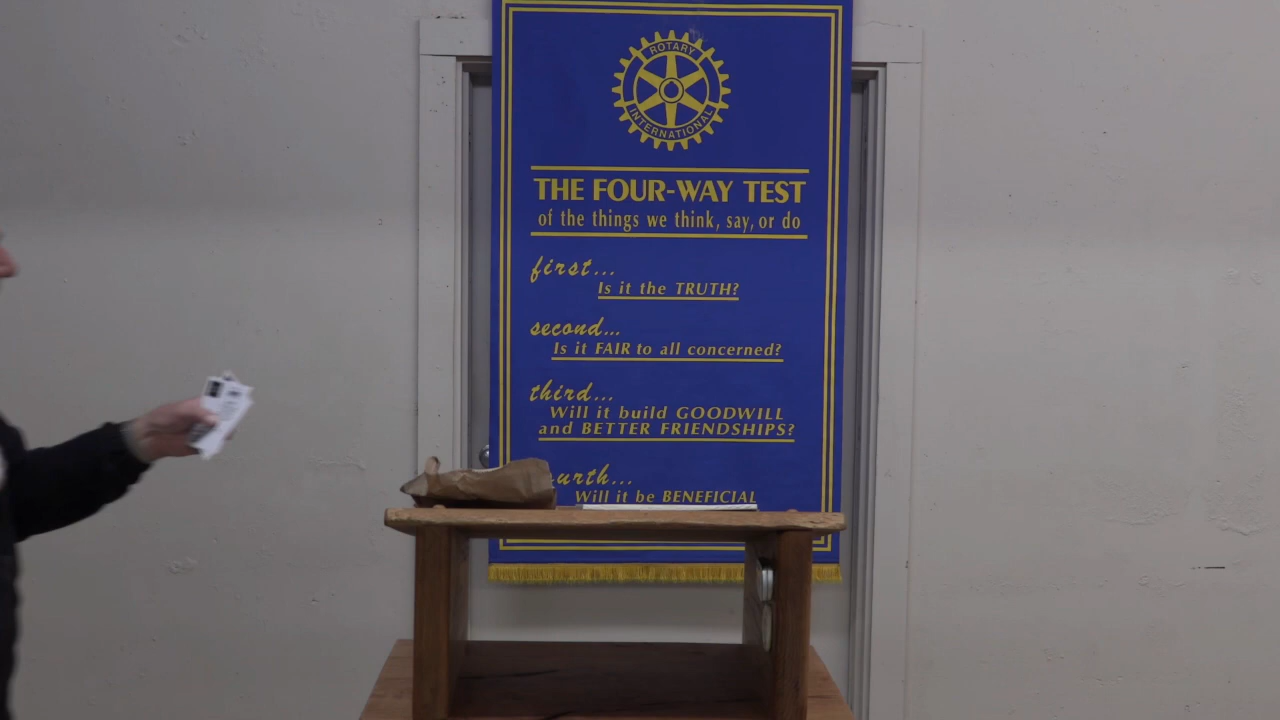 ROTARY
INTERNATIONAL
THE FOUR-WAY TEST
of the things we think, say, or do
first...
Is it the TRUTH?
second...
Is it FAIR to all concerned?
third...
Will it build GOODWILL
and BETTER FRIENDSHIPS?
urth...
Will it be BENEFICIAL